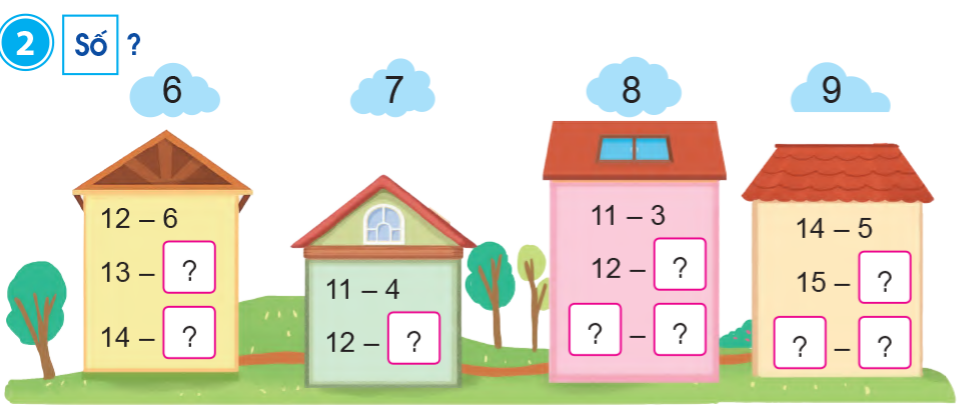 2 Số ?
6
12 – 6
13 – ?
14 – ?
7
11 – 4
12 – ?
8
11 – 3
12 – ?
? – ?
9
14 – 5
15 – ?
? – ?